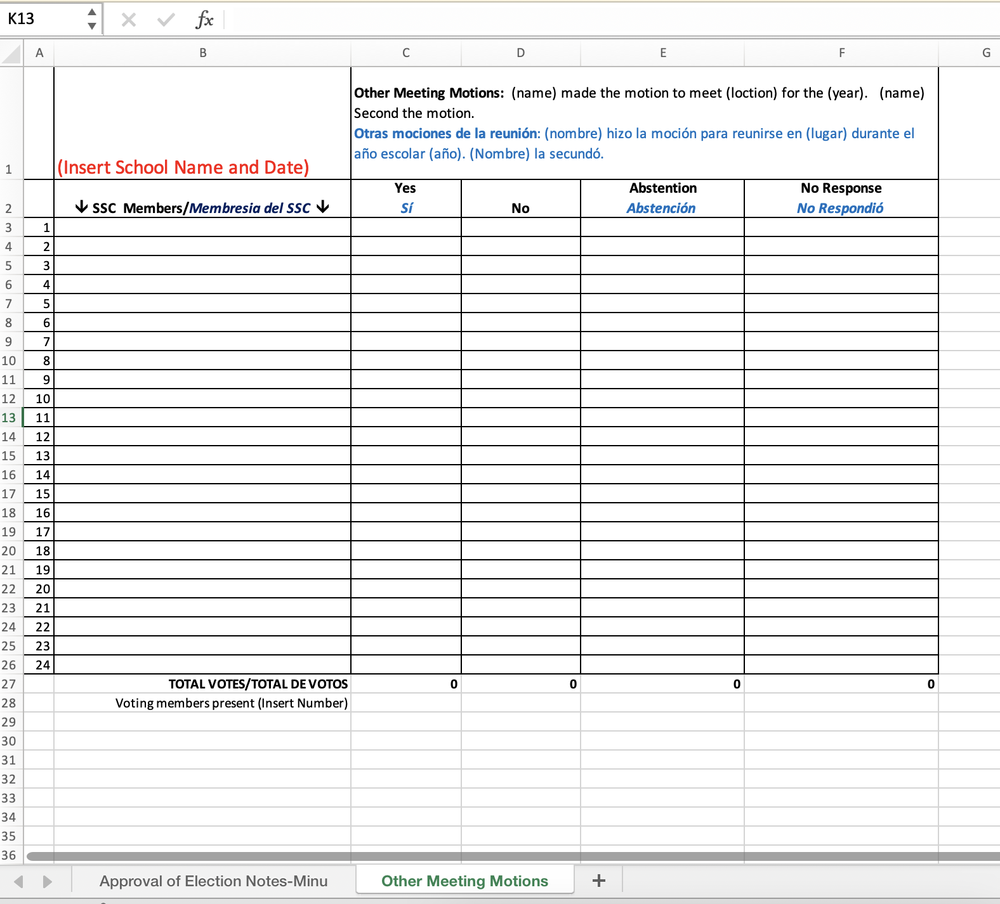 K13
fx
A B C D E F G
Other Meeting Motions: (name) made the motion to meet (loction) for the (year). (name)
Second the motion.
Otras mociones de la reunión: (nombre) hizo la moción para reunirse en (lugar) durante el
año escolar (año). (Nombre) la secundó.
1 (Insert School Name and Date)
Yes Abstention No Response
2 ↓ SSC Members/Membresia del SSC ↓ Sí No Abstención No Respondió
3 1
4 2
5 3
6 4
7 5
8 6
9 7
10 8
11 9
12 10
13 11
14 12
15 13
16 14
17 15
18 16
19 17
20 18
21 19
22 20
23 21
24 22
25 23
26 24
27 TOTAL VOTES/TOTAL DE VOTOS 0 0 0 0
28 Voting members present (Insert Number)
29
30
31
32
33
34
35
36
Approval of Election Notes-Minu Other Meeting Motions +